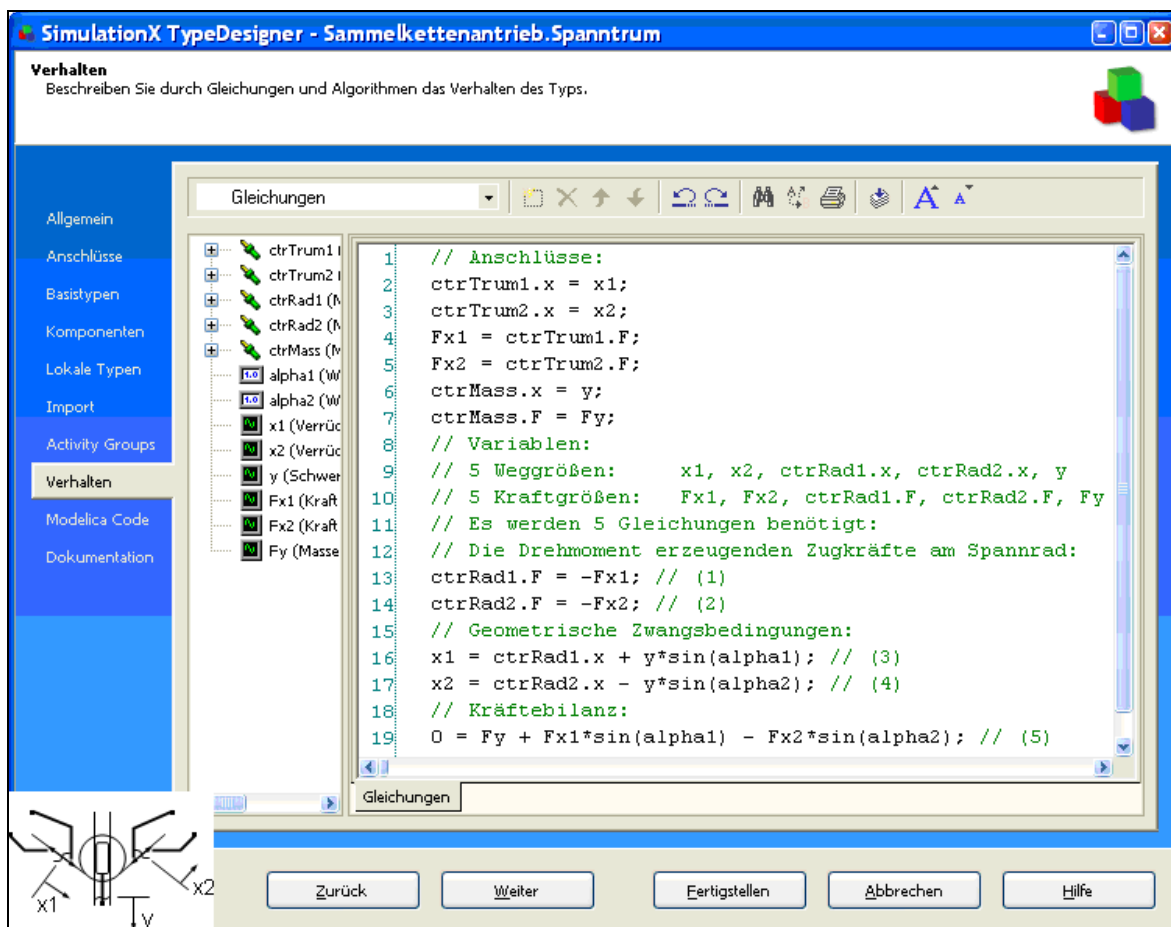 SimulationX TypeDesigner - Sammelkettenantrieb.Spanntrum
Verhalten
Beschreiben Sie durch Gleichungen und Algorithmen das Verhalten des Typs.
Allgemein
Anschlüsse
Basistypen
Komponenten
Lokale Typen
Import
Activity Groups
Verhalten
Modelica Code
Dokumentation
Gleichungen
ctrTrum1
ctrTrum2
ctrRad1
ctrRad2
ctrMass
1.0 alpha1
1.0 alpha2
x1 (Verrüc
x2 (Verrüc
y (Schwer
Fx1 (Kraft
Fx2 (Kraft
Fy (Masse
1 // Anschlüsse:
2 ctrTrum1.x = x1;
3 ctrTrum2.x = x2;
4 Fx1 = ctrTrum1.F;
5 Fx2 = ctrTrum2.F;
6 ctrMass.x = y;
7 ctrMass.F = Fy;
8 // Variablen:
9 // 5 Weggrößen: x1, x2, ctrRad1.x, ctrRad2.x, y
10 // 5 Kraftgrößen: Fx1, Fx2, ctrRad1.F, ctrRad2.F, Fy
11 // Es werden 5 Gleichungen benötigt:
12 // Die Drehmoment erzeugenden Zugkräfte am Spannrad:
13 ctrRad1.F = -Fx1; // (1)
14 ctrRad2.F = -Fx2; // (2)
15 // Geometrische Zwangsbedingungen:
16 x1 = ctrRad1.x + y*sin(alpha1); // (3)
17 x2 = ctrRad2.x - y*sin(alpha2); // (4)
18 // Kräftebilanz:
19 0 = Fy + Fx1*sin(alpha1) - Fx2*sin(alpha2); // (5)
Gleichungen
x1
x2
y
A A
Zurück
Weiter
Fertigstellen
Abbrechen
Hilfe